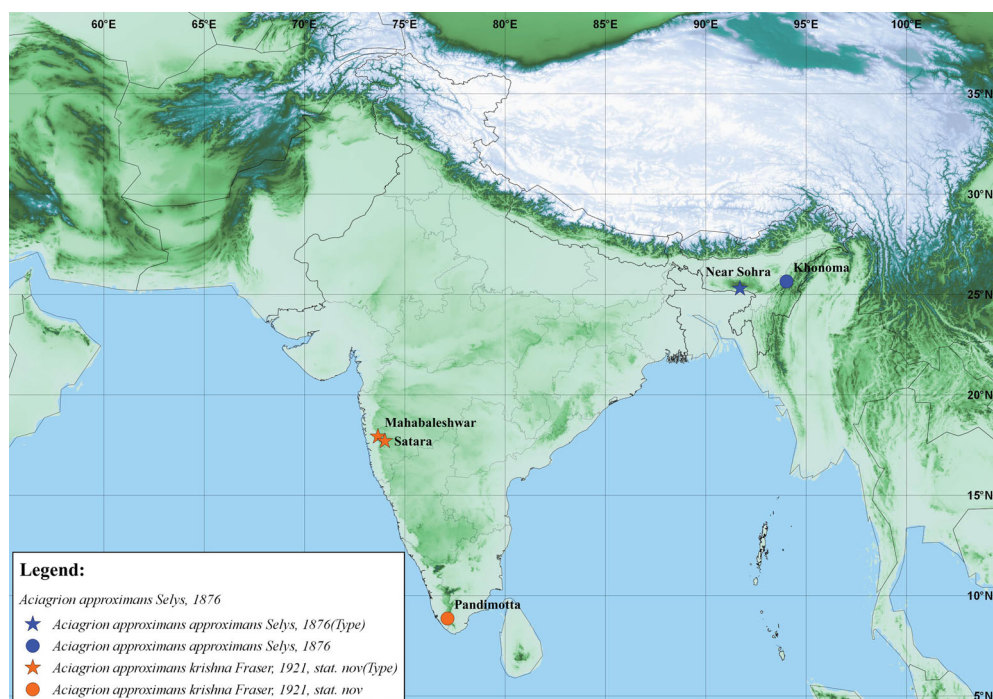 60°E 65°E 70°E 75°E 80°E 85°E 90°E 95°E 100°E
35°N
30°N
Near Sohra Khonoma
25°N
20°N
Mahabaleshwar
Satara
15°N
Legend:
Aciagrion approximans Selys, 1876
Aciagrion approximans approximans Selys, 1876(Type)
Aciagrion approximans approximans Selys, 1876
Aciagrion approximans krishna Fraser, 1921, stat. nov(Type)
Aciagrion approximans krishna Fraser, 1921, stat. nov
10°N
Pandimotta
5°N